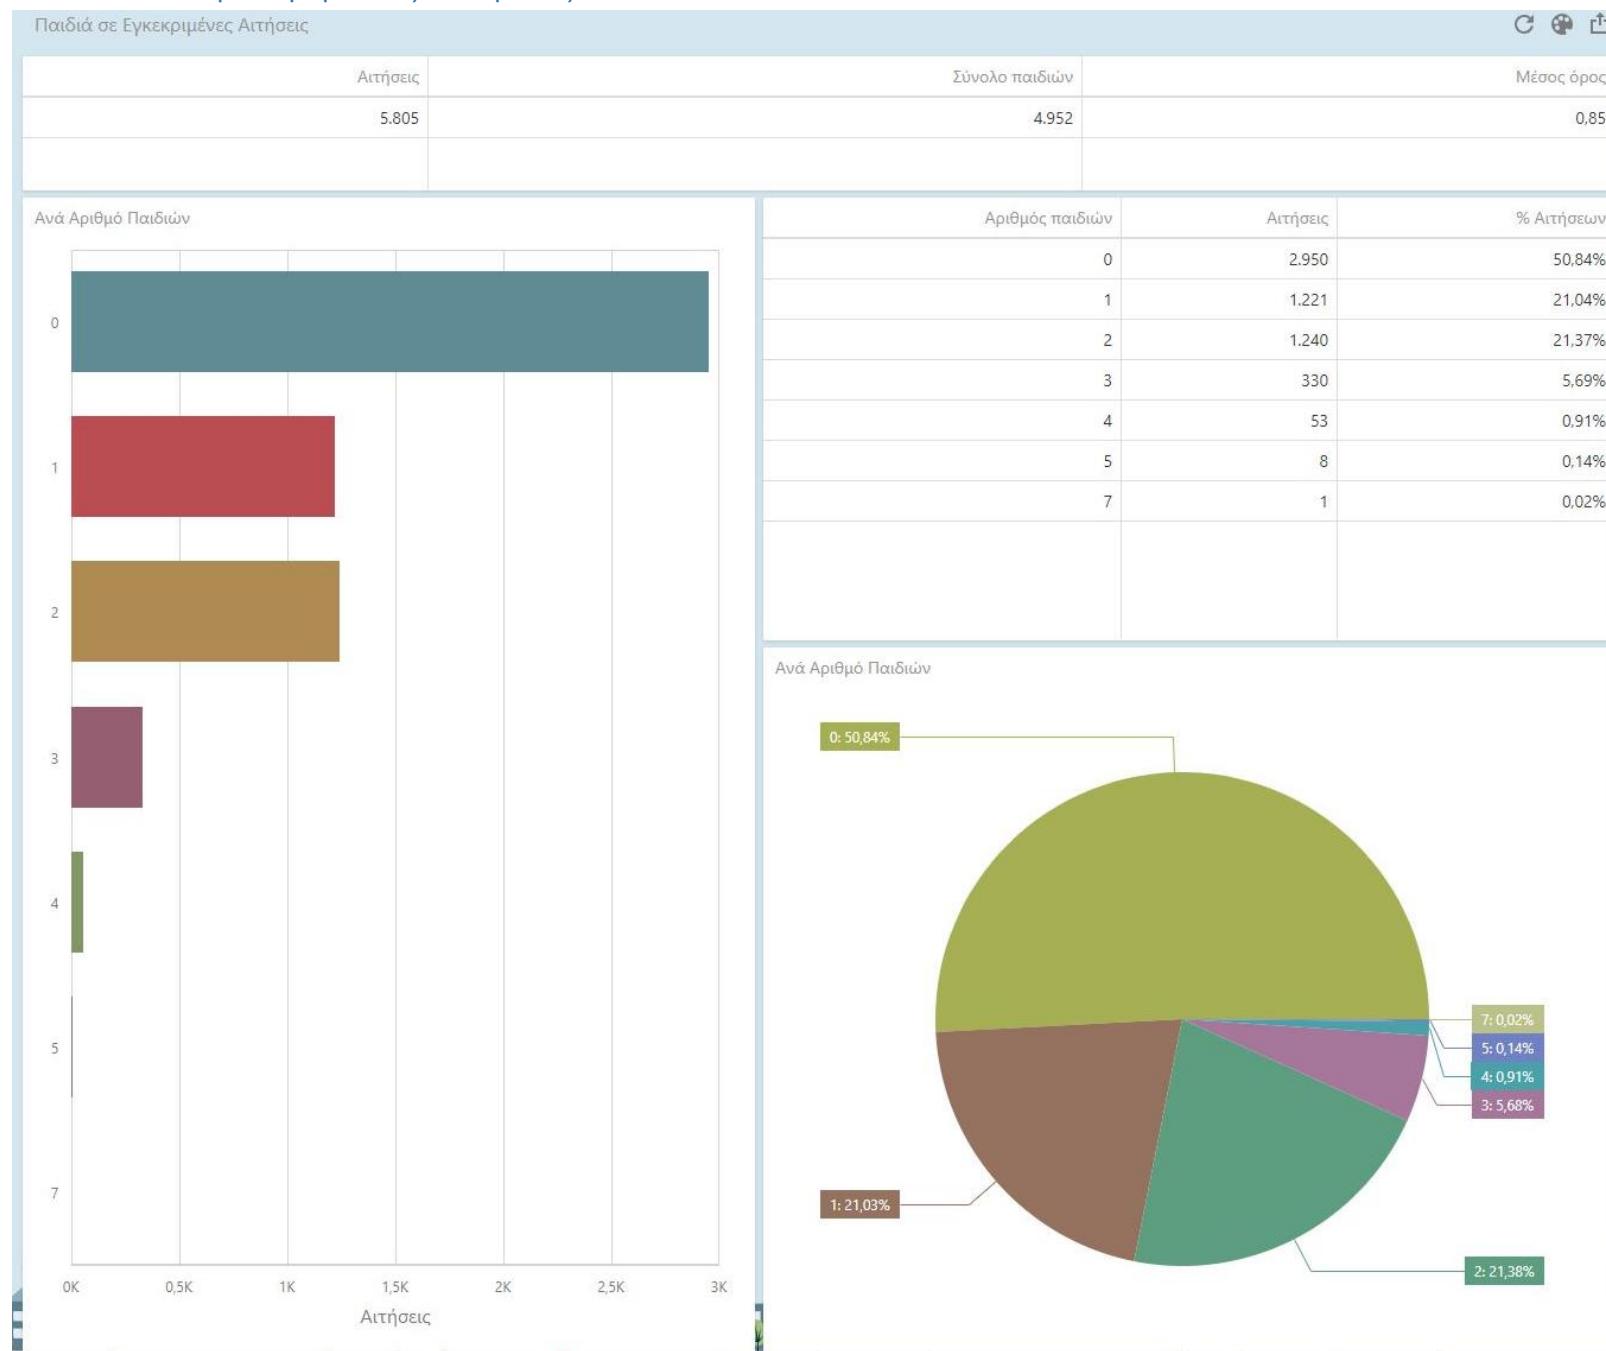 Παιδιά σε Εγκεκριμένες Αιτήσεις
Αιτήσεις Σύνολο παιδιών Μέσος όρος
5.805 4.952 0,85
Ανά Αριθμό Παιδιών
0
1
2
3
4
5
7
0K 0,5K 1K 1,5K 2K 2,5K 3K
Αιτήσεις
Αριθμός παιδιών Αιτήσεις % Αιτήσεων
0 2.950 50,84%
1 1.221 21,04%
2 1.240 21,37%
3 330 5,69%
4 53 0,91%
5 8 0,14%
7 1 0,02%
Ανά Αριθμό Παιδιών
0: 50,84%
7: 0,02%
5: 0,14%
4: 0,91%
3: 5,68%
1: 21,03%
2: 21,38%